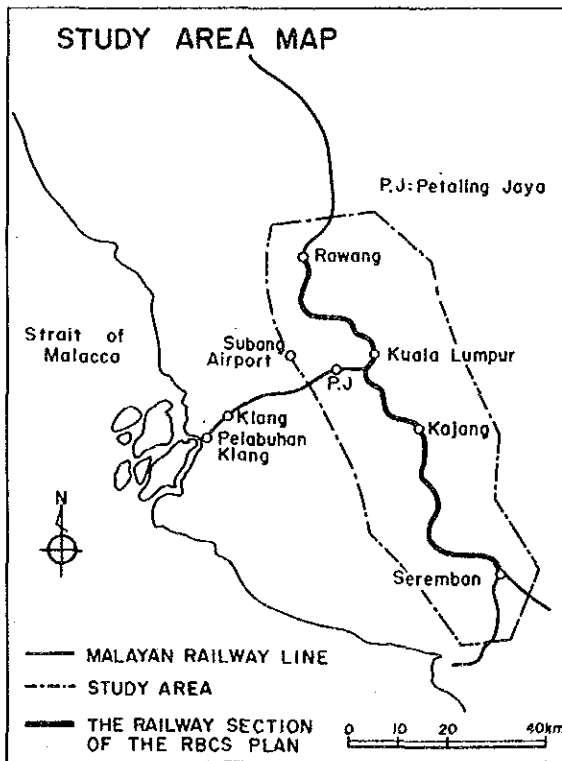 STUDY AREA MAP
P.J:Petaling Jaya
Rawang
Strait of
Malacca
Subang
Airport
Kuala Lumpur
P.J
Klang
Kajang
Pelabuhan
Klang
N
Seremban
MALAYAN RAILWAY LINE
STUDY AREA
THE RAILWAY SECTION
OF THE RBCS PLAN
0 10 20 40km